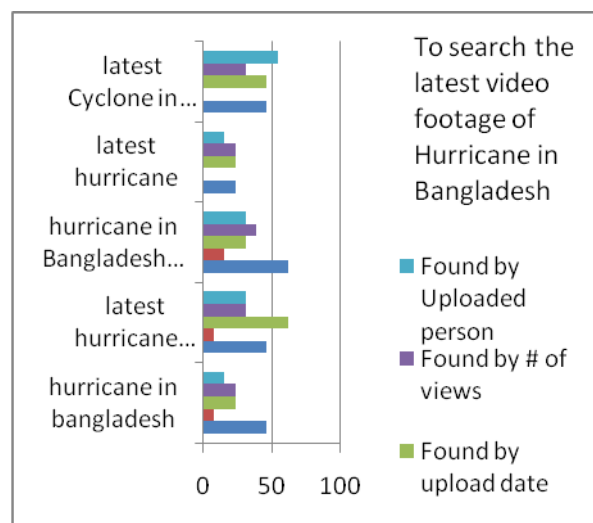 To search the
latest video
footage of
Hurricane in
Bangladesh
latest
Cyclone in...
latest
hurricane
hurricane in
Bangladesh...
latest
hurricane...
hurricane in
bangladesh
0
50
100
Found by
Uploaded
person
Found by # of
views
Found by
upload date